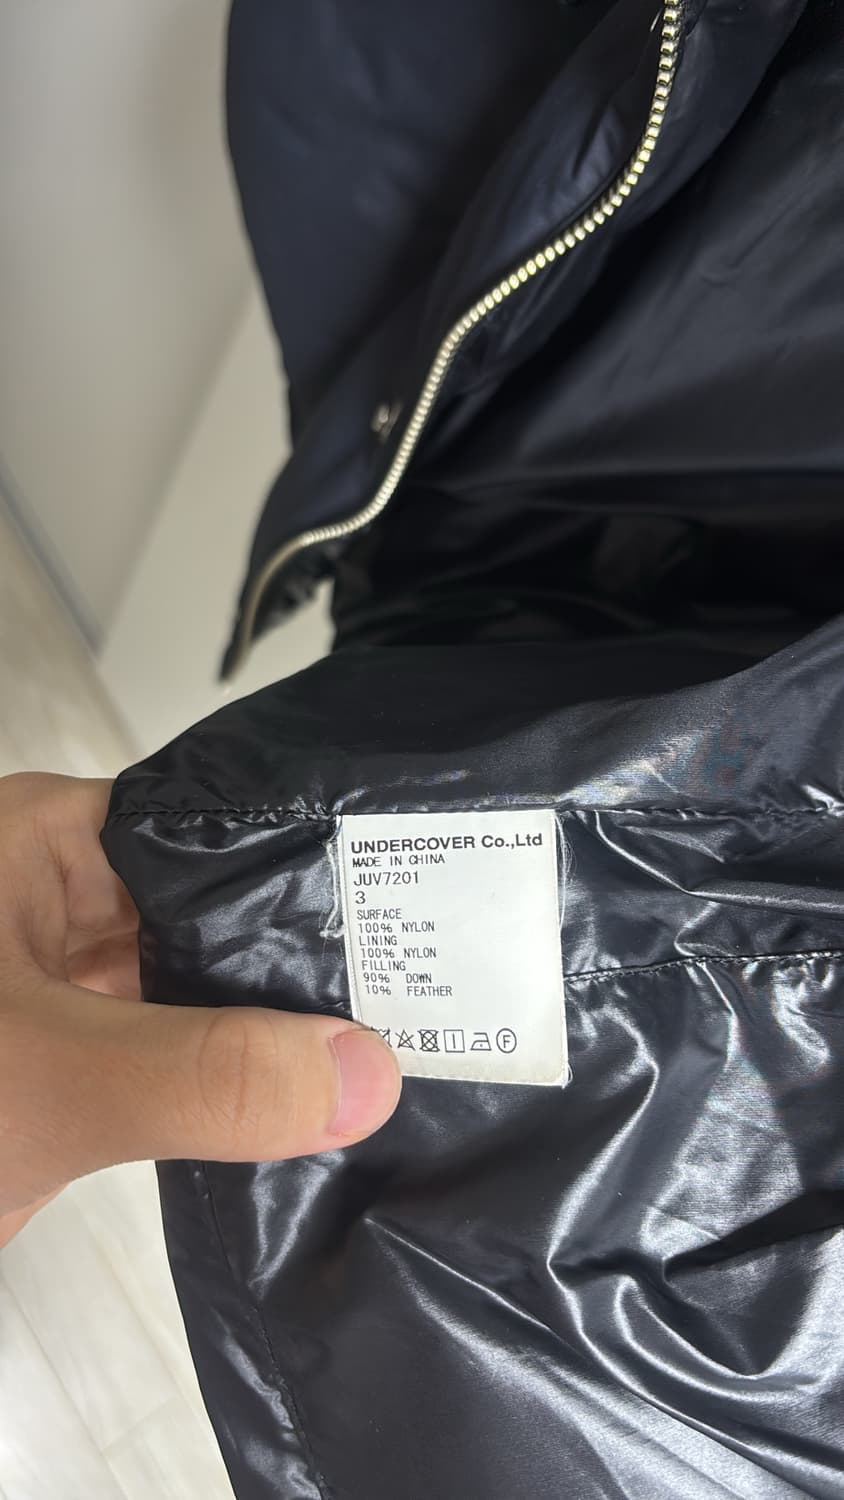 UNDERCOVER Co.,Ltd
MADE IN CHINA
JUV7201
3
SURFACE
100% NYLON
LINING
100% NYLON
FILLING
90% DOWN
10% FEATHER
F